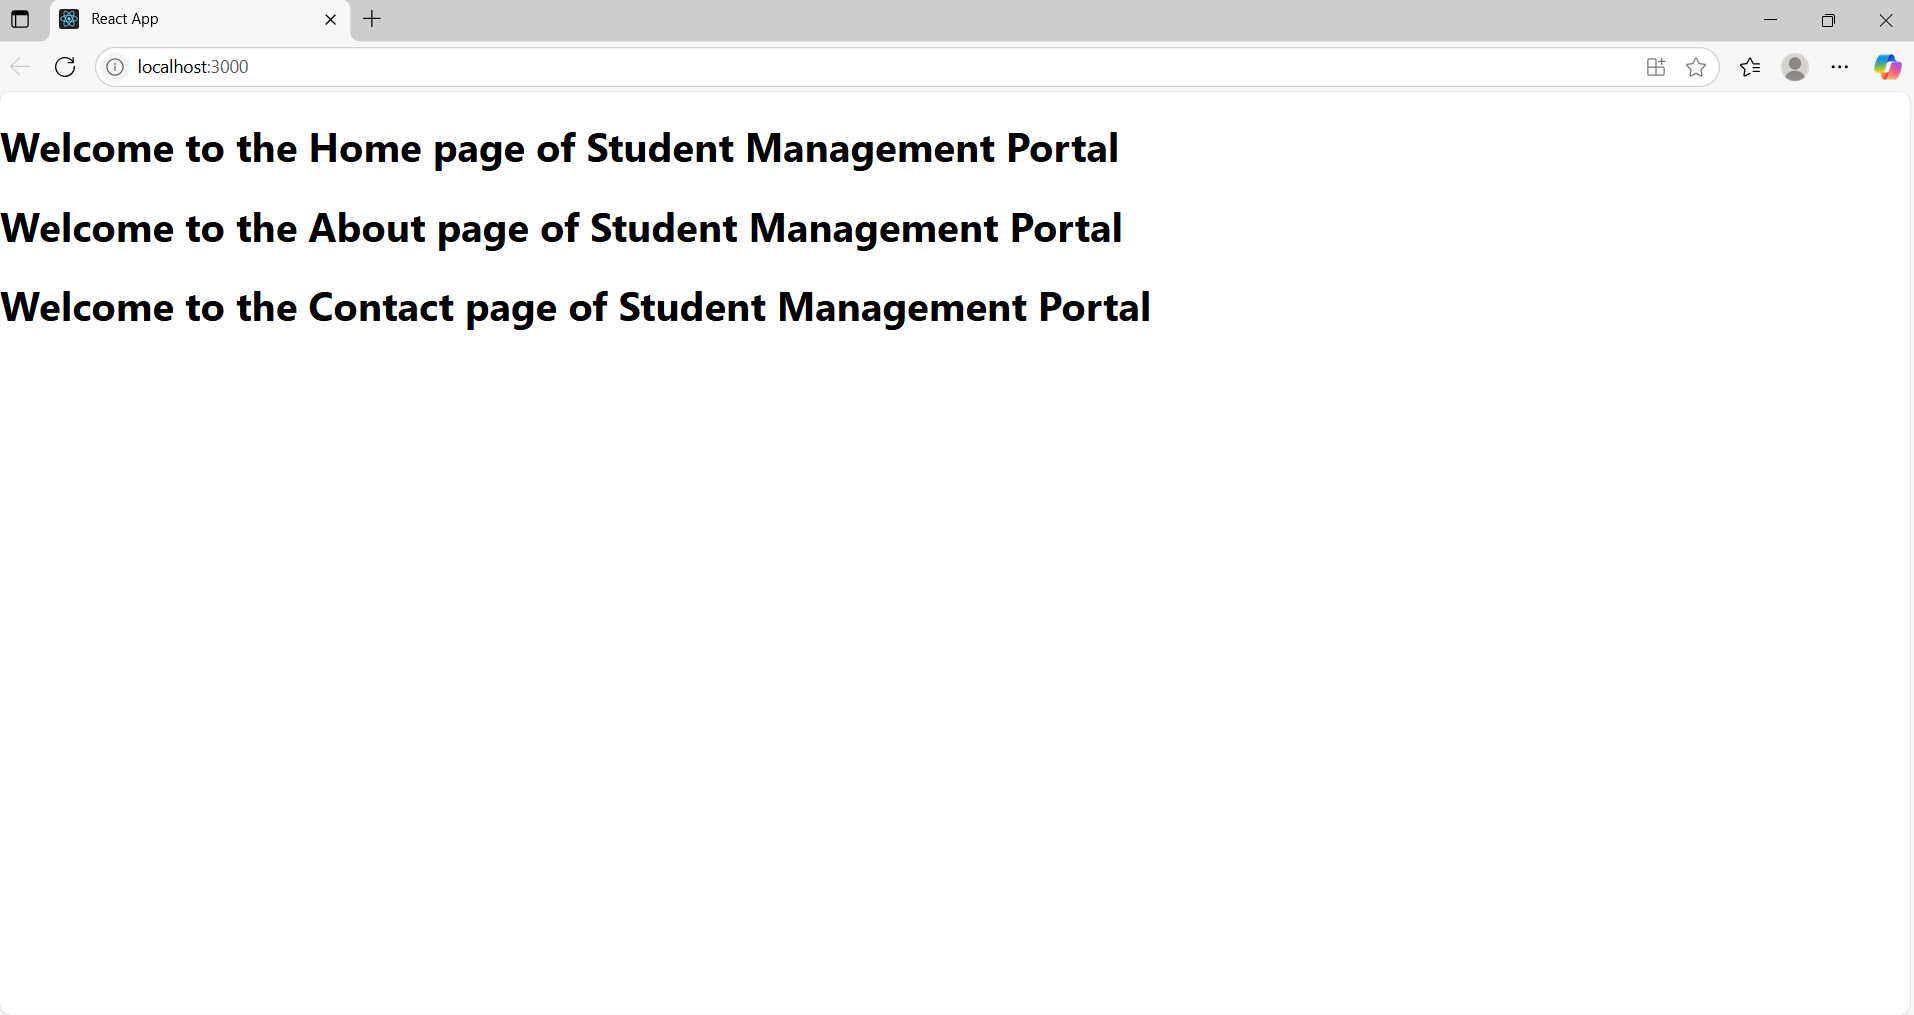 React App
localhost:3000
Welcome to the Home page of Student Management Portal
Welcome to the About page of Student Management Portal
Welcome to the Contact page of Student Management Portal